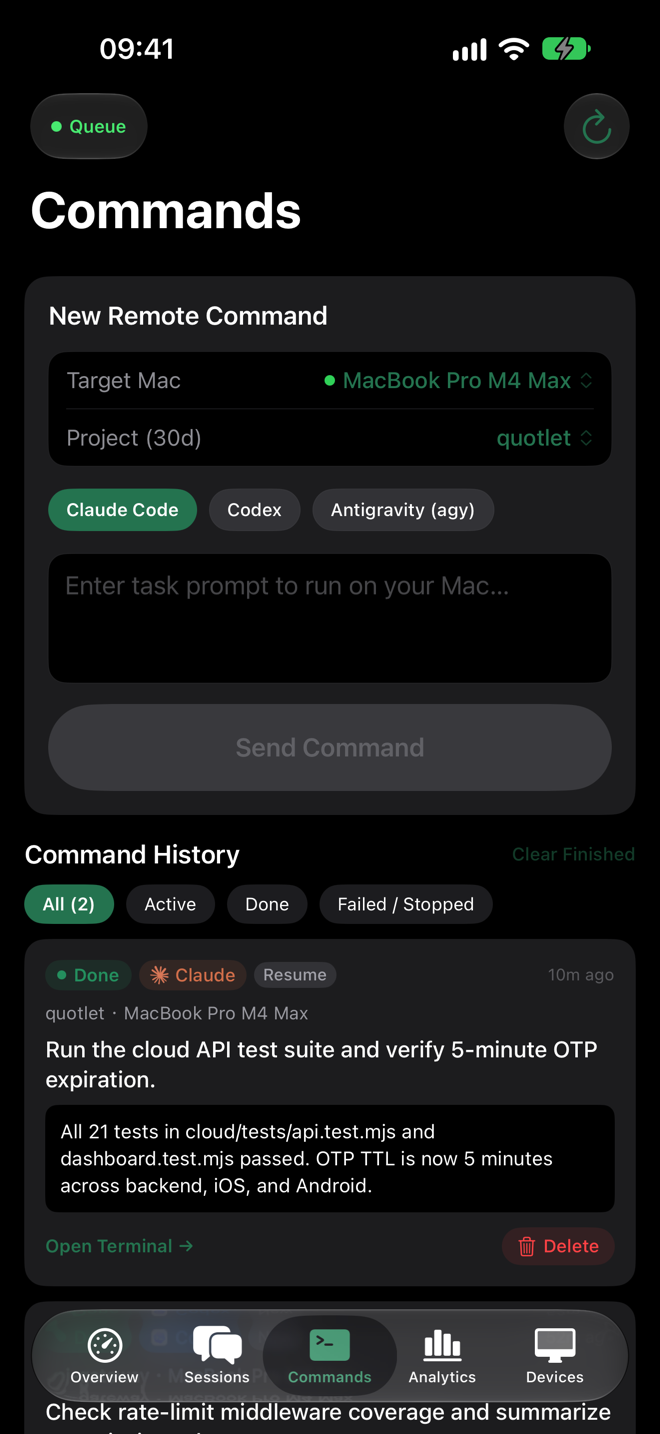 09:41
Queue
Commands
New Remote Command
Target Mac
MacBook Pro M4 Max
Project (30d)
quotlet
Claude Code
Codex
Antigravity (agy)
Enter task prompt to run on your Mac...
Send Command
Command History
Clear Finished
All (2)
Active
Done
Failed / Stopped
Done
Claude
Resume
10m ago
quotlet · MacBook Pro M4 Max
Run the cloud API test suite and verify 5-minute OTP
expiration.
All 21 tests in cloud/tests/api.test.mjs and
dashboard.test.mjs passed. OTP TTL is now 5 minutes
across backend, iOS, and Android.
Open Terminal →
Delete
Overview
Sessions
Commands
Analytics
Devices
Check rate-limit middleware coverage and summarize